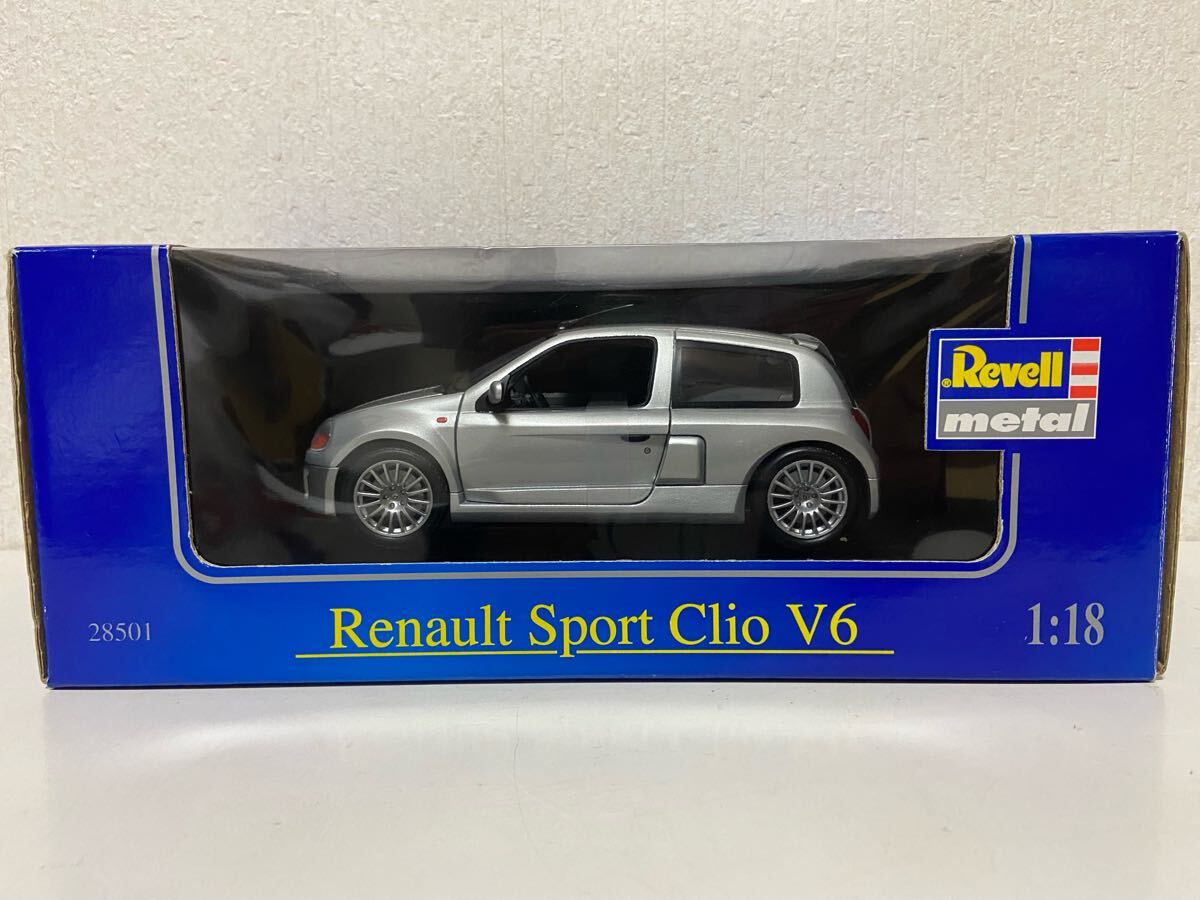 ®Revell
metal
28501
Renault Sport Clio V6
1:18